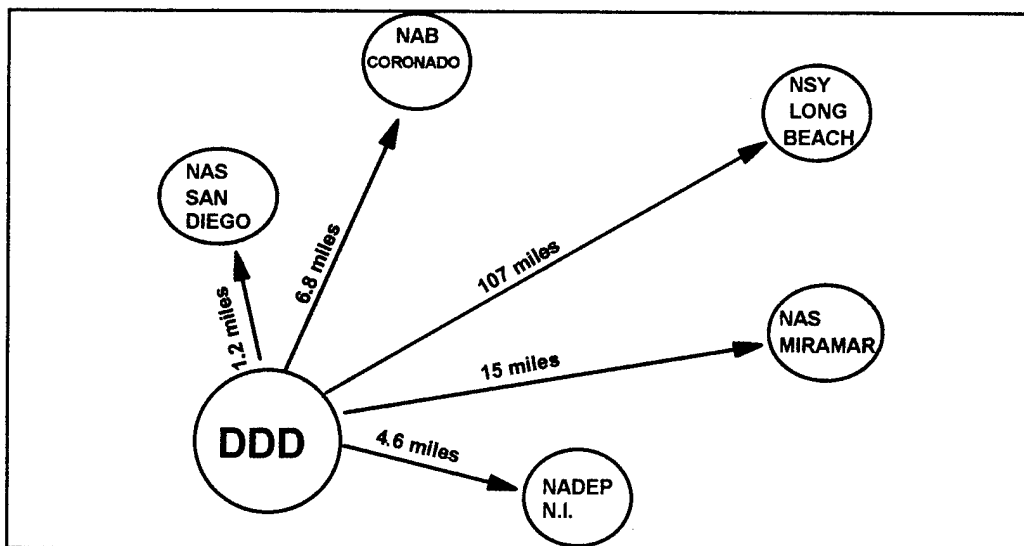 NAB
CORONADO
NSY
LONG
BEACH
NAS
SAN
DIEGO
6.8 miles
107 miles
1.2 miles
NAS
MIRAMAR
15 miles
DDD
4.6 miles
NADEP
N.I.